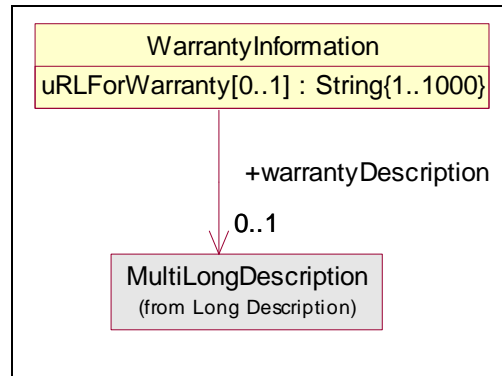 WarrantyInformation
uRLForWarranty[0..1] : String{1..1000}
+warrantyDescription
0..1
MultiLongDescription
(from Long Description)